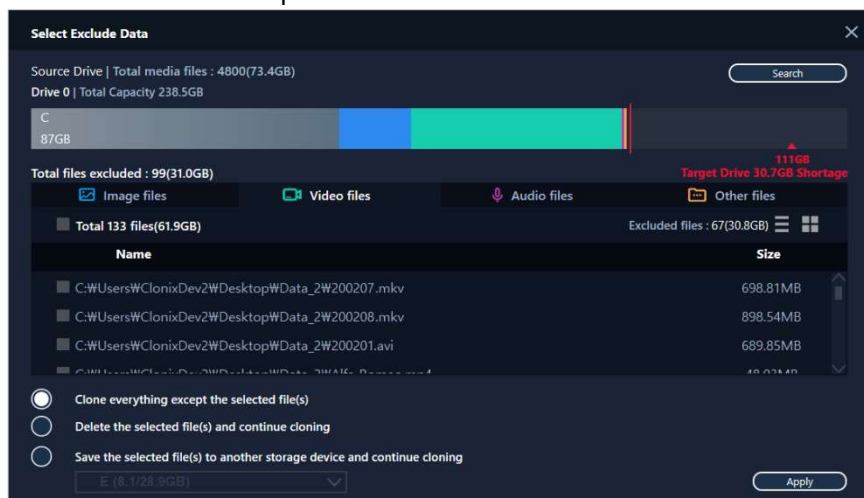 Select Exclude Data
Source Drive | Total media files : 4800(73.4GB)
Search
Drive 0 | Total Capacity 238.5GB
C
87GB
111GB
Total files excluded : 99(31.0GB)
Target Drive 30.7GB Shortage
Image files Video files Audio files Other files
Total 133 files(61.9GB) Excluded files : 67(30.8GB)
Name Size
C:₩Users₩ClonixDev2₩Desktop₩Data_2₩200207.mkv 698.81MB
C:₩Users₩ClonixDev2₩Desktop₩Data_2₩200208.mkv 898.54MB
C:₩Users₩ClonixDev2₩Desktop₩Data_2₩200201.avi 689.85MB
Clone everything except the selected file(s)
Delete the selected file(s) and continue cloning
Save the selected file(s) to another storage device and continue cloning
E (8.1/28.9GB)
Apply